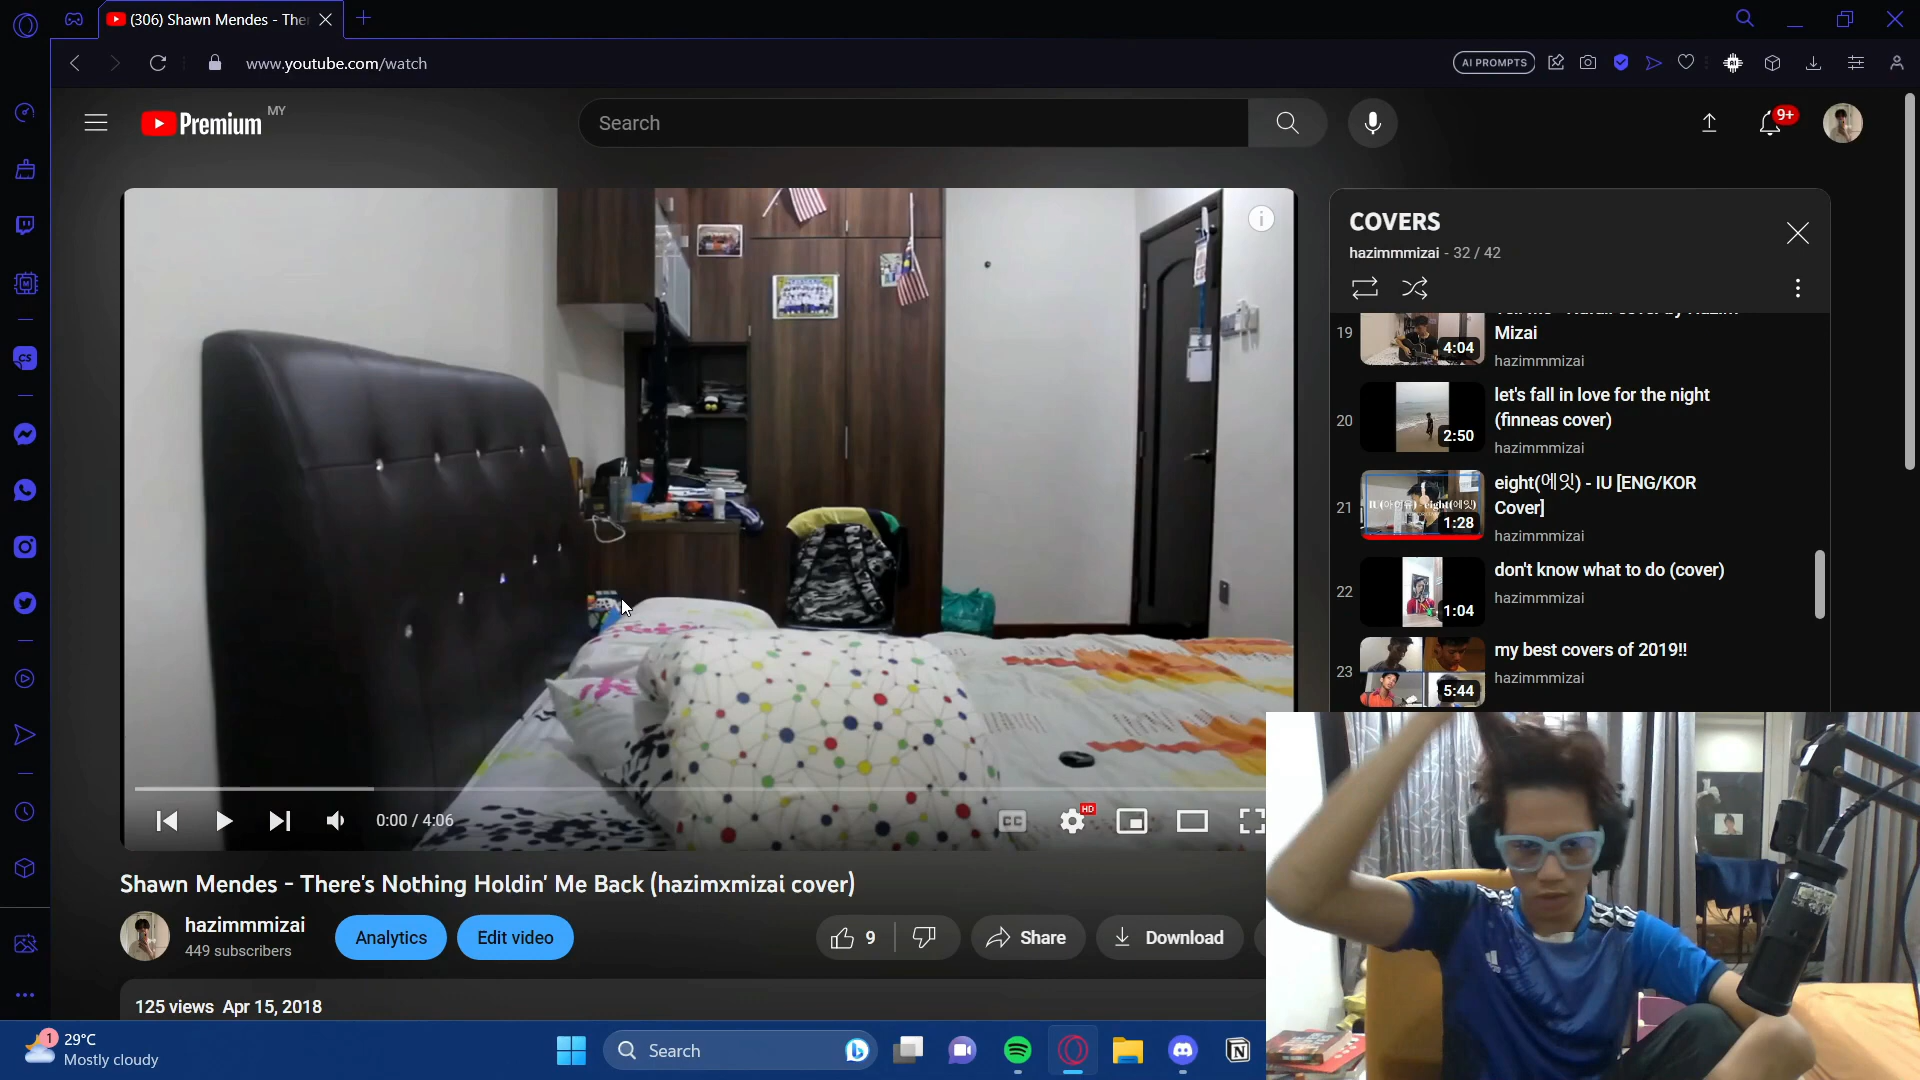 (306) Shawn Mendes - The
www.youtube.com/watch
AI PROMPTS
Premium MY
Search
9+
COVERS
hazimmmizai - 32 / 42
19
4:04
Mizai
hazimmmizai
20
2:50
let's fall in love for the night
(finneas cover)
hazimmmizai
21
1:28
eight(에잇) - IU [ENG/KOR
Cover]
hazimmmizai
22
1:04
don't know what to do (cover)
hazimmmizai
23
5:44
my best covers of 2019!!
hazimmmizai
0:00 / 4:06
CC
HD
Shawn Mendes - There's Nothing Holdin' Me Back (hazimxmizai cover)
hazimmmizai
449 subscribers
Analytics
Edit video
9
Share
Download
125 views Apr 15, 2018
1
29°C
Mostly cloudy
Search